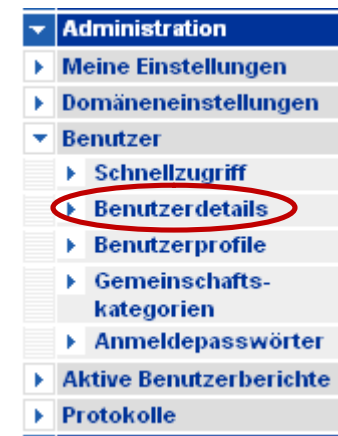 Administration
Meine Einstellungen
Domäneneinstellungen
Benutzer
Schnellzugriff
Benutzerdetails
Benutzerprofile
Gemeinschafts-
kategorien
Anmeldepasswörter
Aktive Benutzerberichte
Protokolle